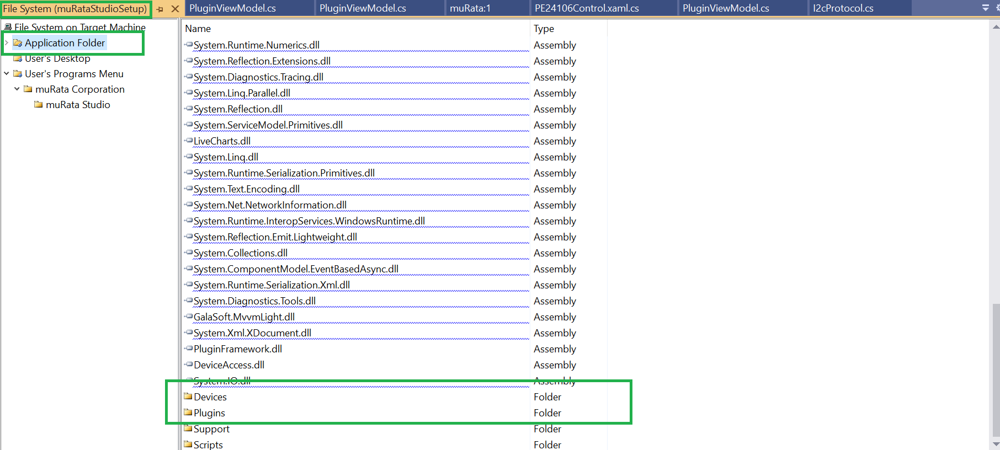 File System (muRataStudioSetup)
PluginViewModel.cs
PluginViewModel.cs
muRata:1
PE24106Control.xaml.cs
PluginViewModel.cs
I2cProtocol.cs
File System on Target Machine
Application Folder
User's Desktop
User's Programs Menu
muRata Corporation
muRata Studio
Name Type
System.Runtime.Numerics.dll Assembly
System.Reflection.Extensions.dll Assembly
System.Diagnostics.Tracing.dll Assembly
System.Linq.Parallel.dll Assembly
System.Reflection.dll Assembly
System.ServiceModel.Primitives.dll Assembly
LiveCharts.dll Assembly
System.Linq.dll Assembly
System.Runtime.Serialization.Primitives.dll Assembly
System.Text.Encoding.dll Assembly
System.Net.NetworkInformation.dll Assembly
System.Runtime.InteropServices.WindowsRuntime.dll Assembly
System.Reflection.Emit.Lightweight.dll Assembly
System.Collections.dll Assembly
System.ComponentModel.EventBasedAsync.dll Assembly
System.Runtime.Serialization.Xml.dll Assembly
System.Diagnostics.Tools.dll Assembly
GalaSoft.MvvmLight.dll Assembly
System.Xml.XDocument.dll Assembly
PluginFramework.dll Assembly
DeviceAccess.dll Assembly
System.IO.dll Assembly
Devices Folder
Plugins Folder
Support Folder
Scripts Folder